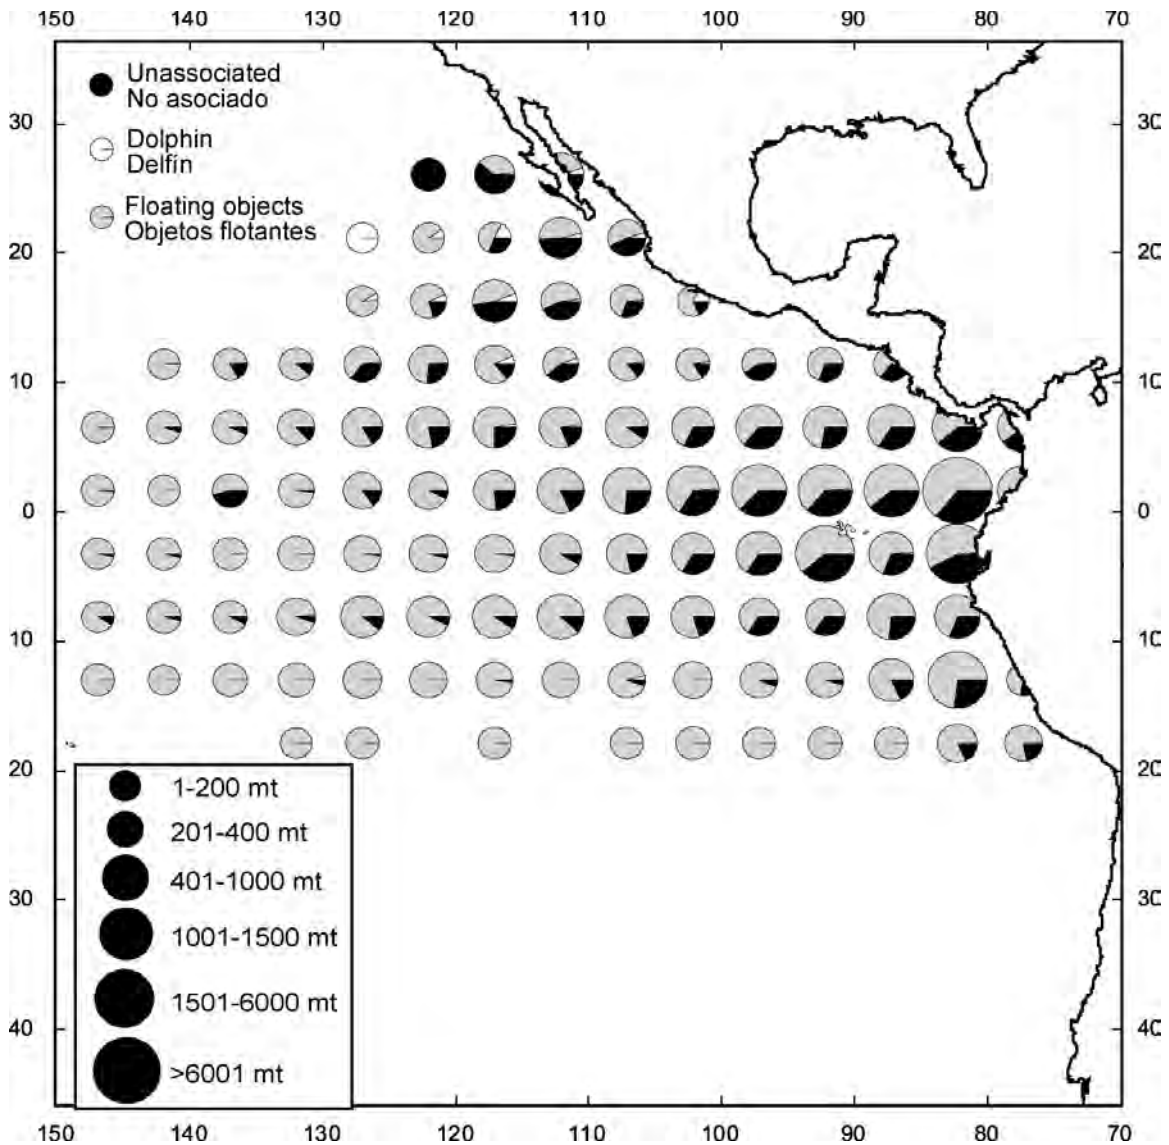 150 140 130 120 110 100 90 80 70
Unassociated
No asociado
Dolphin
Delfín
Floating objects
Objetos flotantes
30 30
20 20
10 10
0 0
10 10
20 20
30 30
40 40
1-200 mt
201-400 mt
401-1000 mt
1001-1500 mt
1501-6000 mt
>6001 mt
150 140 130 120 110 100 90 80 70